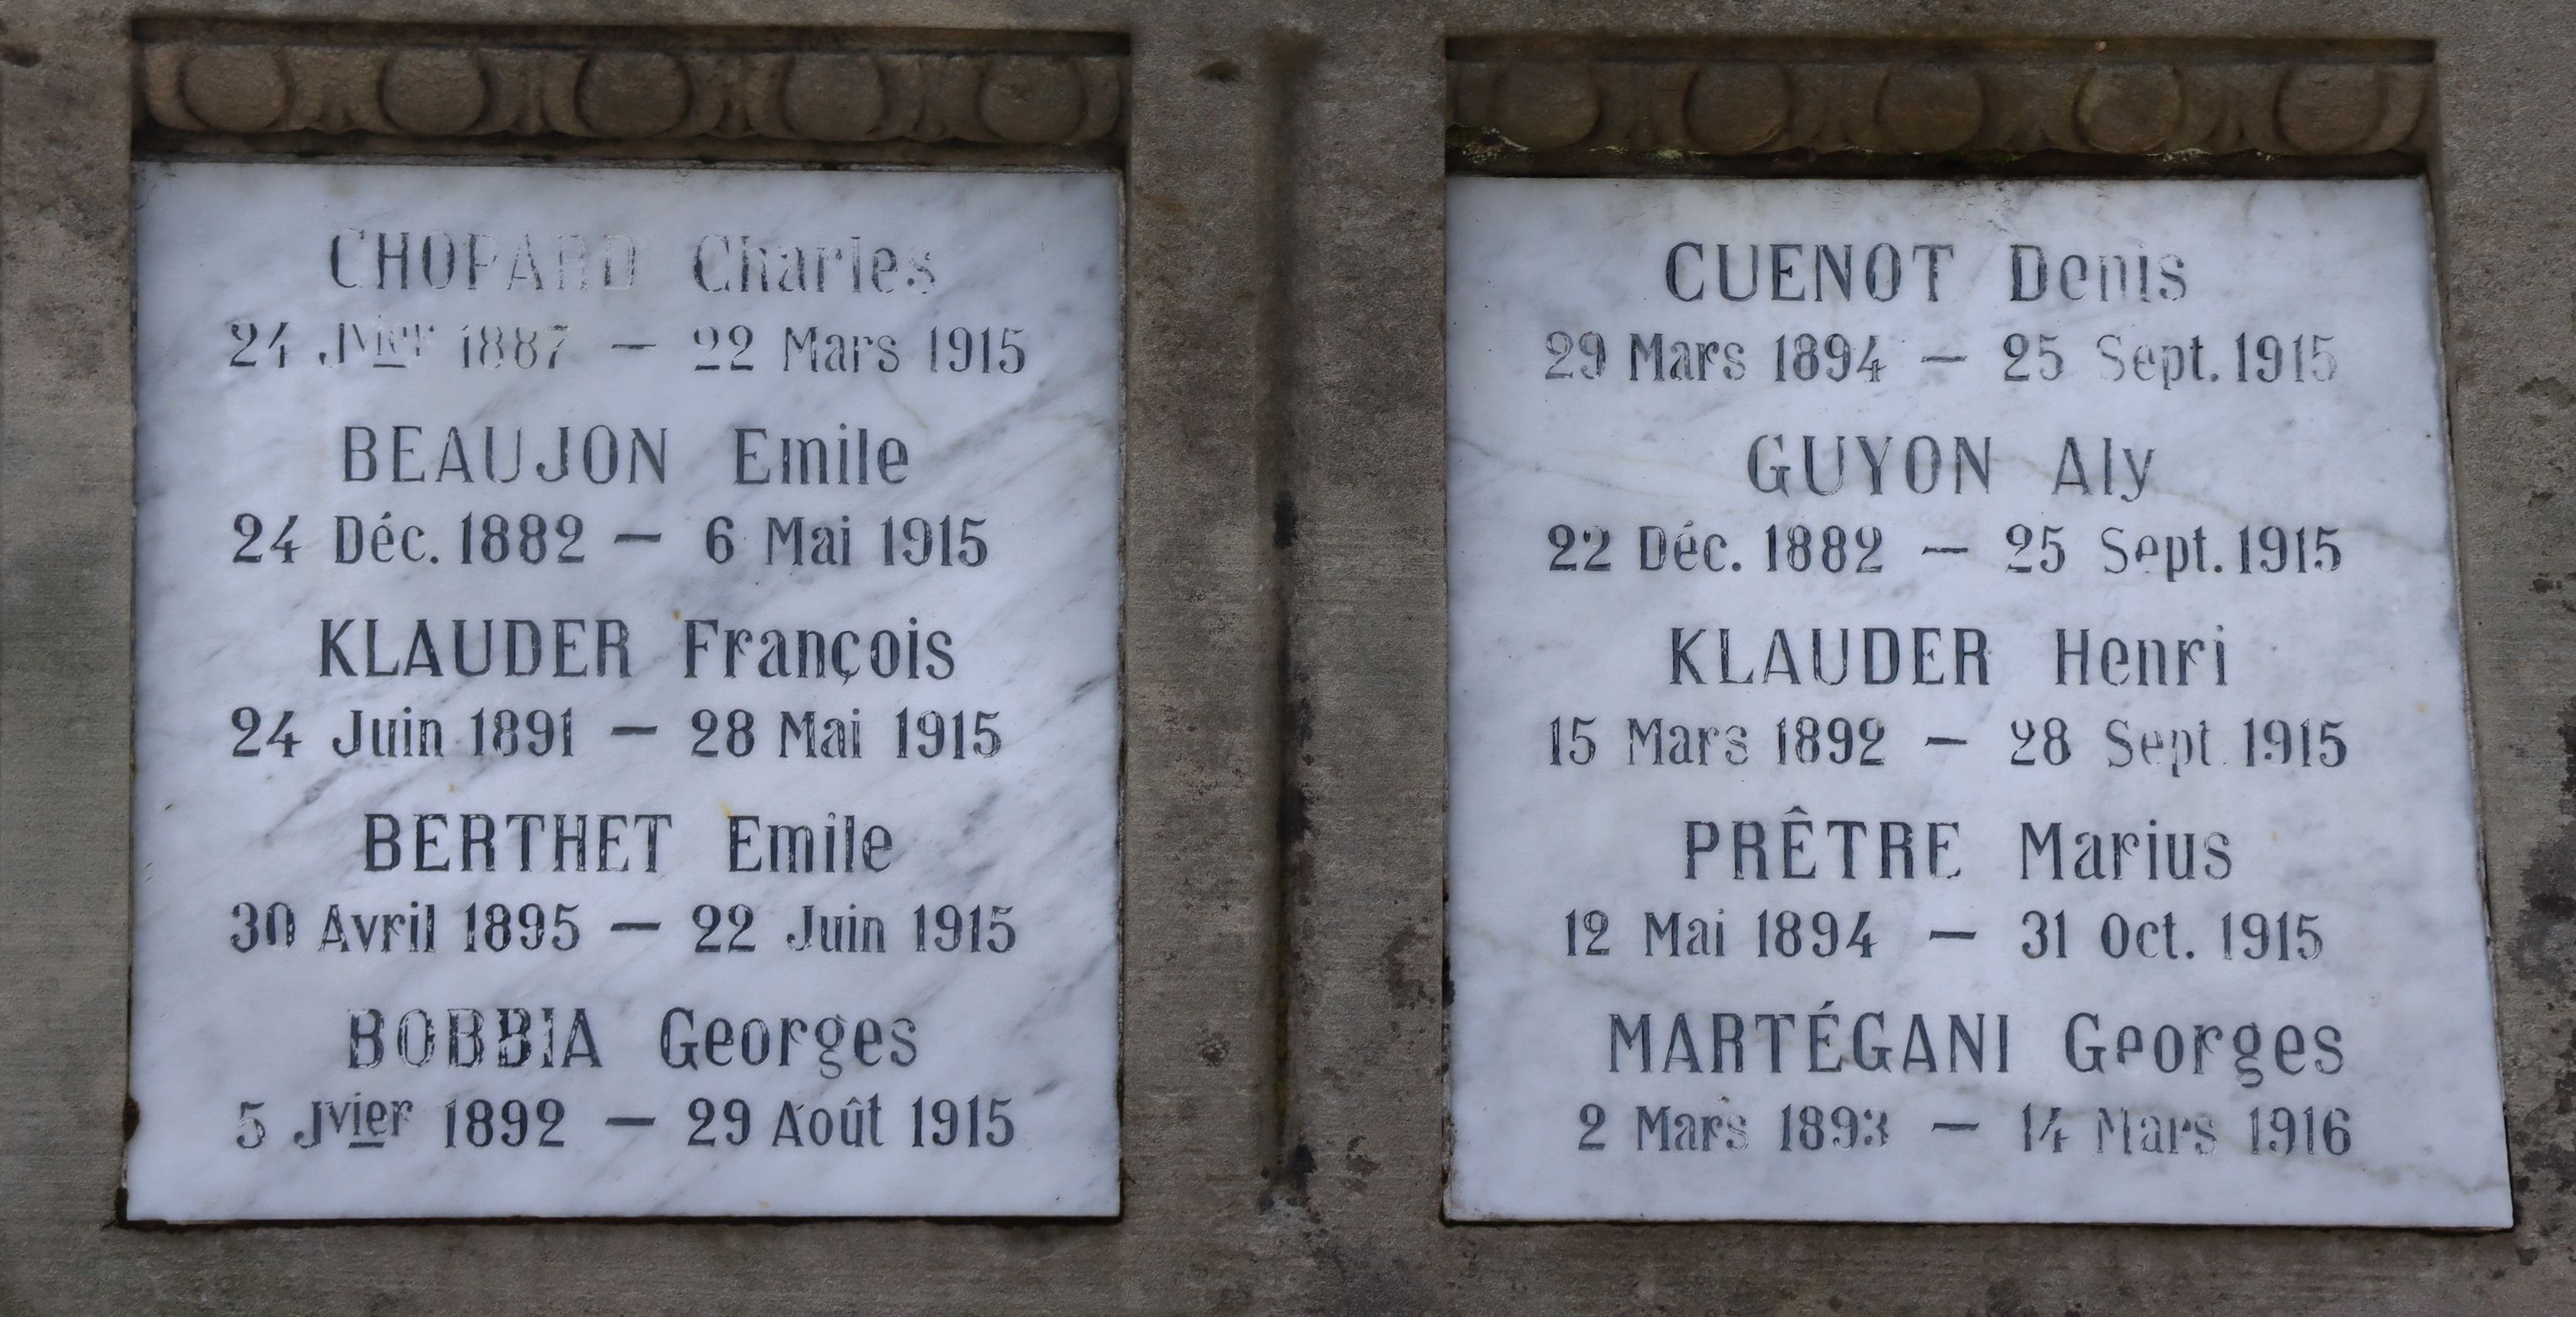 CHOPARD Charles
24 Jvier 1887 — 22 Mars 1915
BEAUJON Emile
24 Déc. 1882 — 6 Mai 1915
KLAUDER François
24 Juin 1891 — 28 Mai 1915
BERTHET Emile
30 Avril 1895 — 22 Juin 1915
BOBBIA Georges
5 Jvier 1892 — 29 Août 1915
CUENOT Denis
29 Mars 1894 — 25 Sept. 1915
GUYON Aly
22 Déc. 1882 — 25 Sept. 1915
KLAUDER Henri
15 Mars 1892 — 28 Sept. 1915
PRÊTRE Marius
12 Mai 1894 — 31 Oct. 1915
MARTÉGANI Georges
2 Mars 1893 — 14 Mars 1916